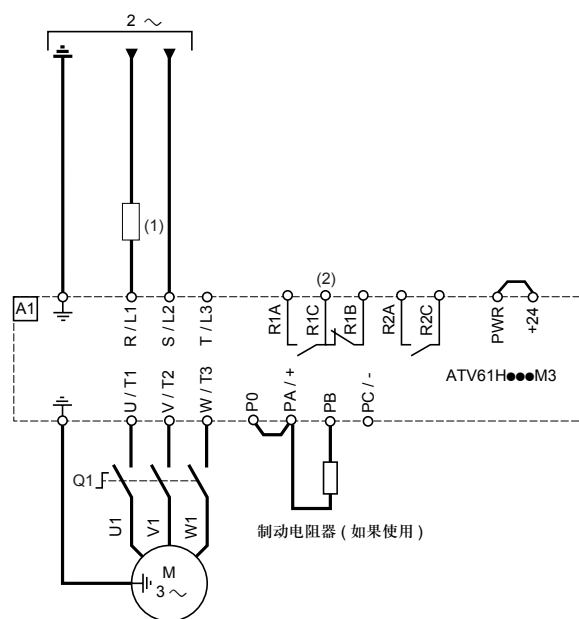 2 ~
(1)
(2)
A1
R / L1
S / L2
T / L3
R1A
R1C
R1B
R2A
R2C
PWR
+24
ATV61H●●●M3
U / T1
V / T2
W / T3
P0
PA / +
PB
PC / -
Q1
U1
V1
W1
制动电阻器 ( 如果使用 )
M
3 ~